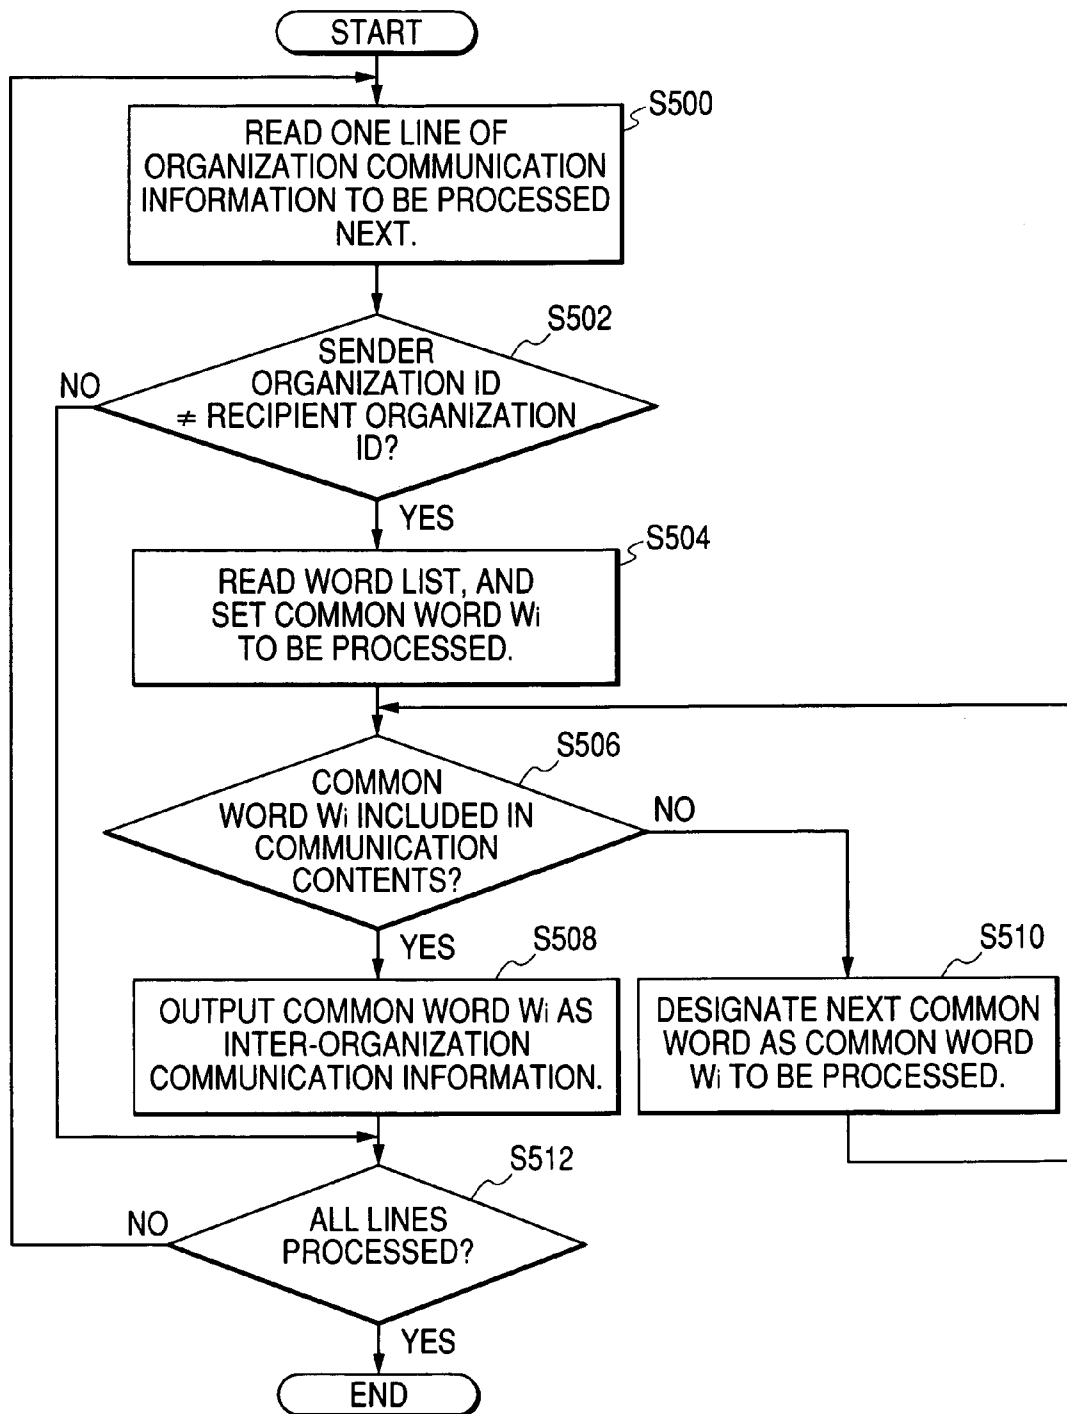 START
S500
READ ONE LINE OF
ORGANIZATION COMMUNICATION
INFORMATION TO BE PROCESSED
NEXT.
S502
SENDER
ORGANIZATION ID
≠ RECIPIENT ORGANIZATION
ID?
NO
YES
S504
READ WORD LIST, AND
SET COMMON WORD Wi
TO BE PROCESSED.
S506
COMMON
WORD Wi INCLUDED IN
COMMUNICATION
CONTENTS?
NO
YES
S508
OUTPUT COMMON WORD Wi AS
INTER-ORGANIZATION
COMMUNICATION INFORMATION.
S510
DESIGNATE NEXT COMMON
WORD AS COMMON WORD
Wi TO BE PROCESSED.
S512
ALL LINES
PROCESSED?
NO
YES
END